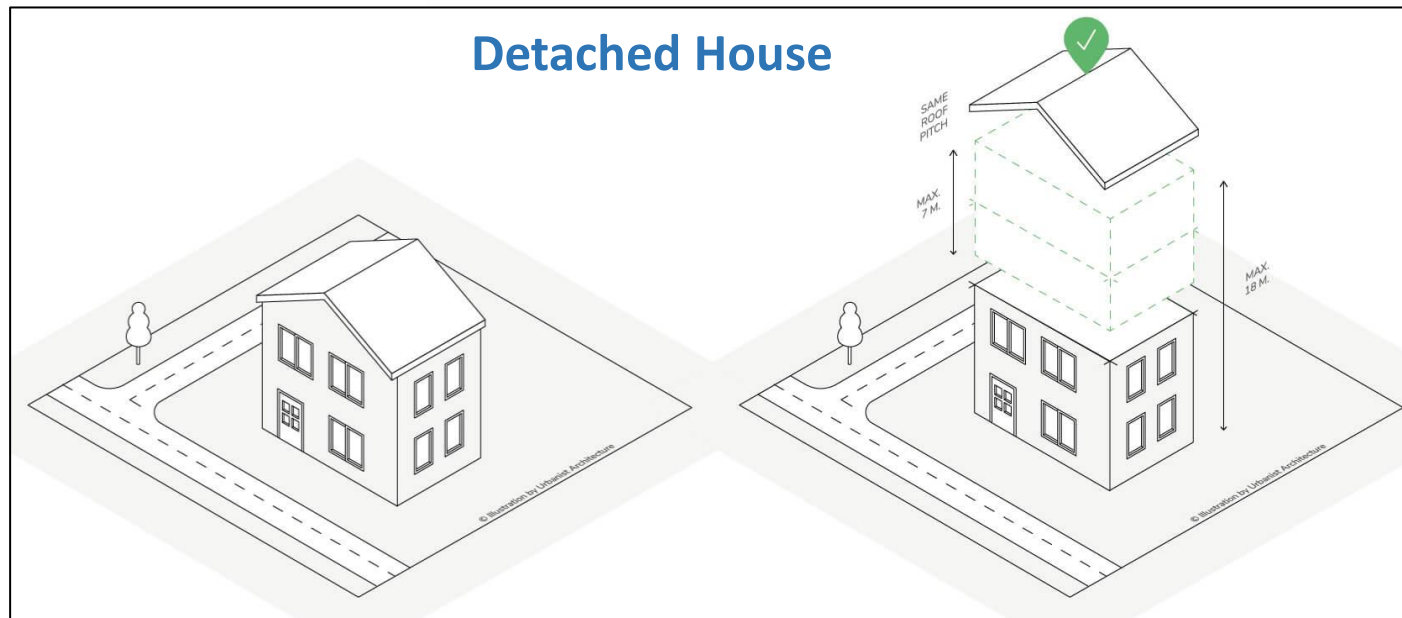 Detached House
SAME
ROOF
PITCH
MAX.
7 M.
MAX.
18 M.
© Illustration by Urbanist Architecture
© Illustration by Urbanist Architecture